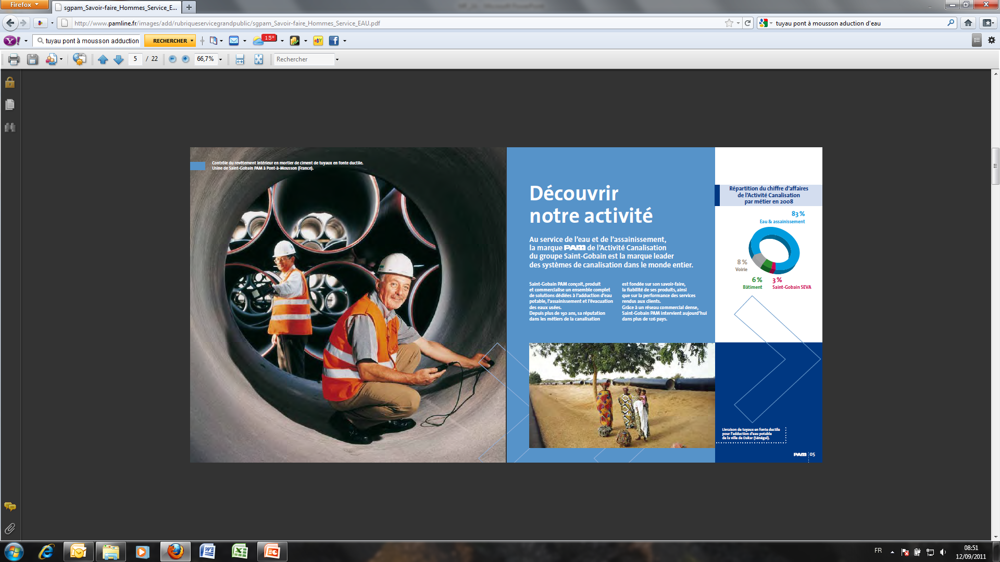 Firefox
sgpam_Savoir-faire_Hommes_Service_E...
http://www.pamline.fr/images/add/rubriqueservicegrandpublic/sgpam_Savoir-faire_Hommes_Service_EAU.pdf
tuyau pont à mousson aduction d'eau
tuyau pont à mousson adduction
RECHERCHER
15°
5 / 22
66,7%
Rechercher
Contrôle du revêtement intérieur en mortier de ciment de tuyaux en fonte ductile.
Usine de Saint-Gobain PAM à Pont-à-Mousson (France).
Découvrir
notre activité
Au service de l'eau et de l'assainissement,
la marque PAM de l'Activité Canalisation
du groupe Saint-Gobain est la marque leader
des systèmes de canalisation dans le monde entier.
Saint-Gobain PAM conçoit, produit
et commercialise un ensemble complet
de solutions dédiées à l'adduction d'eau
potable, l'assainissement et l'évacuation
des eaux usées.
Depuis plus de 150 ans, sa réputation
dans les métiers de la canalisation
est fondée sur son savoir-faire,
la fiabilité de ses produits, ainsi
que sur la performance des services
rendus aux clients.
Grâce à un réseau commercial dense,
Saint-Gobain PAM intervient aujourd'hui
dans plus de 126 pays.
Répartition du chiffre d'affaires
de l'Activité Canalisation
par métier en 2008
83 %
Eau & assainissement
8 %
Voirie
6 %
Bâtiment
3 %
Saint-Gobain SEVA
Livraison de tuyaux en fonte ductile
pour l'adduction d'eau potable
de la ville de Dakar (Sénégal).
PAM 05
FR
08:51
12/09/2011